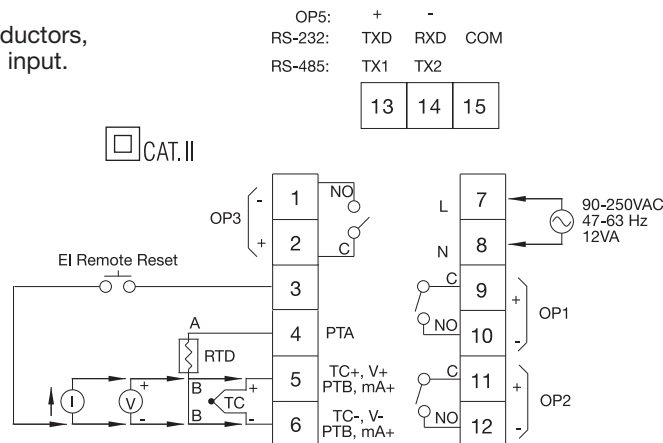 ductors,
input.
OP5: + -
RS-232: TXD RXD COM
RS-485: TX1 TX2
13 14 15
CAT. II
OP3 - + 
1 NO
2 C
EI Remote Reset
3
A 4 PTA
RTD
I V + - B B TC + -
5 TC+, V+
PTB, mA+
6 TC-, V-
PTB, mA+
L 7
N 8
90-250VAC
47-63 Hz
12VA
C 9 +
OP1
NO 10 -
C 11 +
OP2
NO 12 -